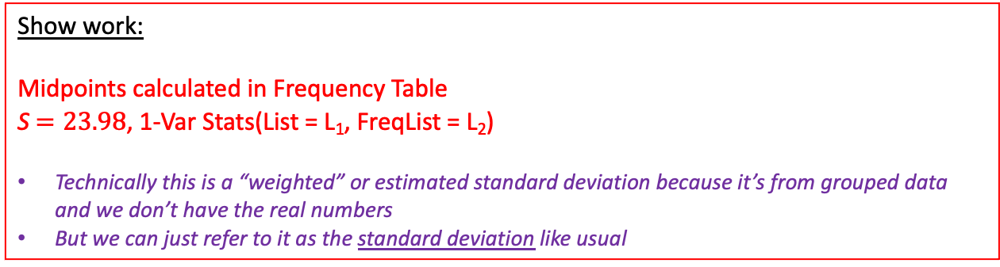 Show work:
Midpoints calculated in Frequency Table
S = 23.98, 1-Var Stats(List = L₁, FreqList = L₂)
• Technically this is a “weighted” or estimated standard deviation because it’s from grouped data
and we don’t have the real numbers
• But we can just refer to it as the standard deviation like usual